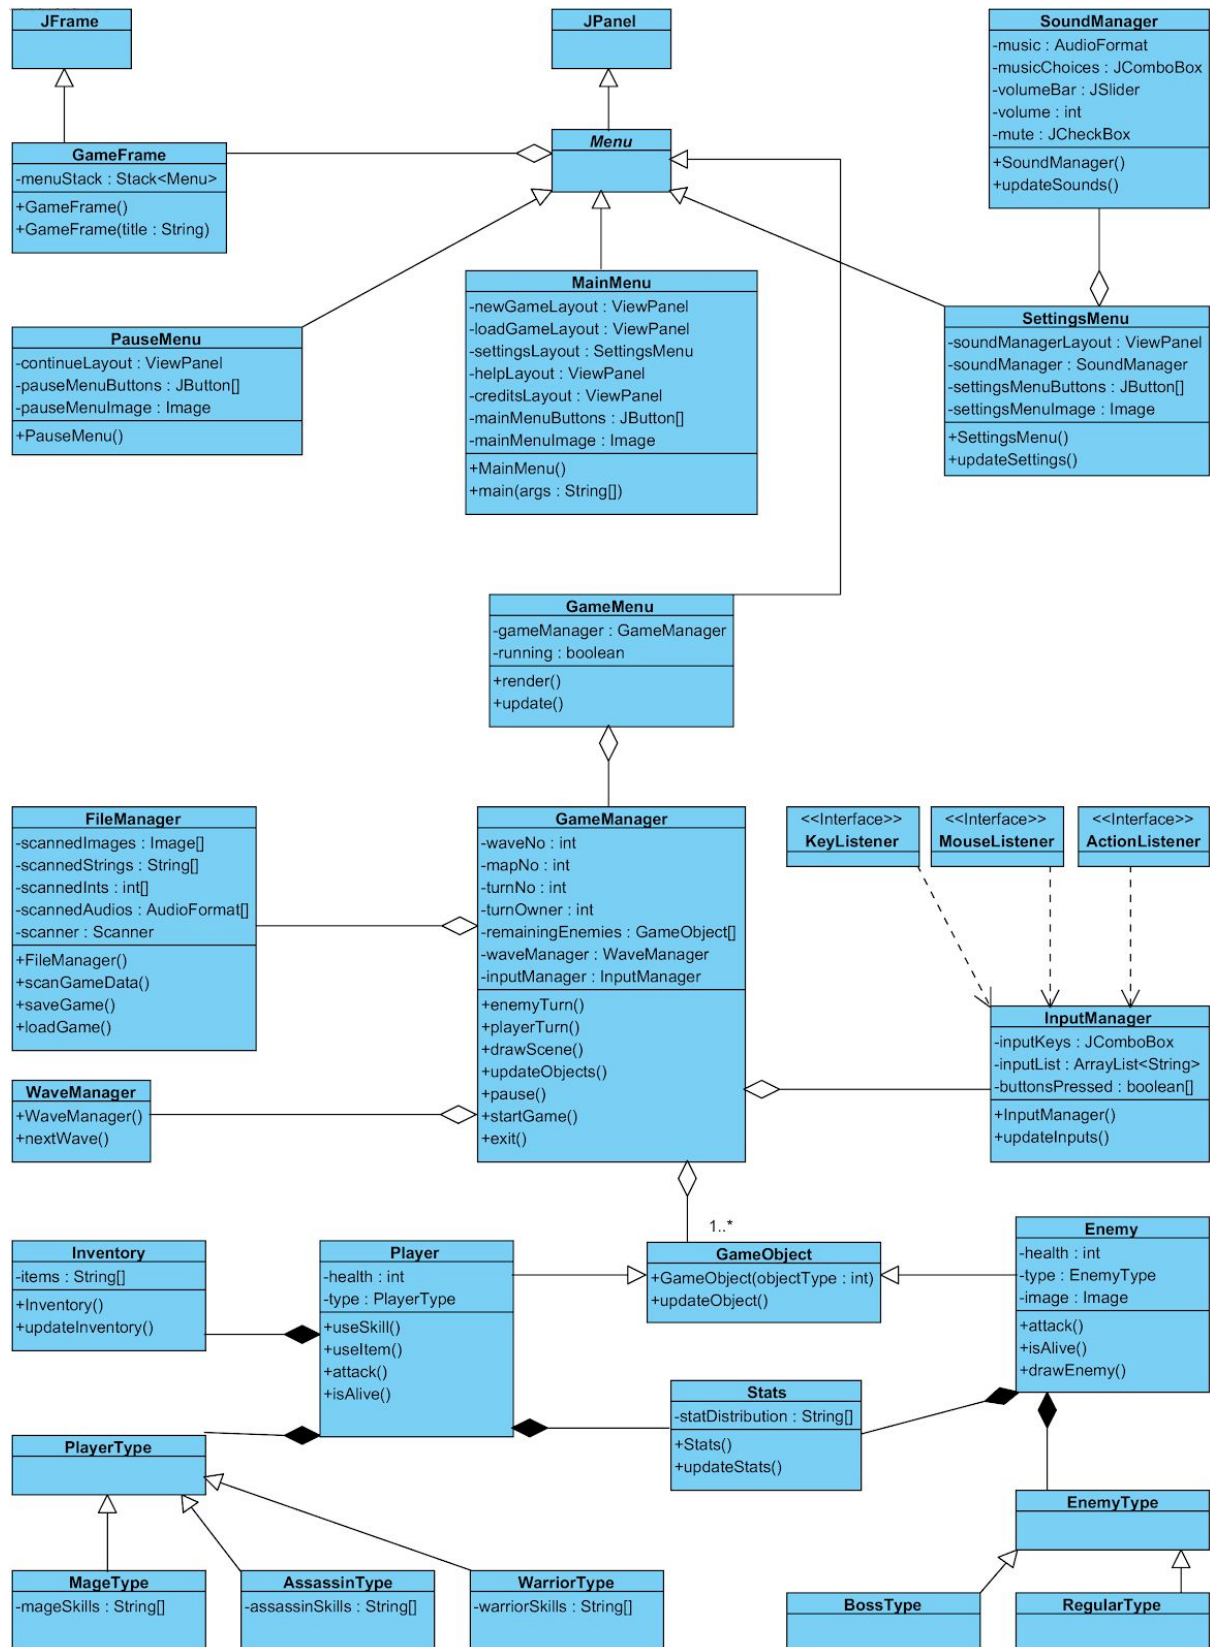 JFrame
JPanel
SoundManager
-music : AudioFormat
-musicChoices : JComboBox
-volumeBar : JSlider
-volume : int
-mute : JCheckBox
+SoundManager()
+updateSounds()
Menu
GameFrame
-menuStack : Stack<Menu>
+GameFrame()
+GameFrame(title : String)
MainMenu
-newGameLayout : ViewPanel
-loadGameLayout : ViewPanel
-settingsLayout : SettingsMenu
-helpLayout : ViewPanel
-creditsLayout : ViewPanel
-mainMenuButtons : JButton[]
-mainMenuImage : Image
+MainMenu()
+main(args : String[])
PauseMenu
-continueLayout : ViewPanel
-pauseMenuButtons : JButton[]
-pauseMenuImage : Image
+PauseMenu()
SettingsMenu
-soundManagerLayout : ViewPanel
-soundManager : SoundManager
-settingsMenuButtons : JButton[]
-settingsMenuImage : Image
+SettingsMenu()
+updateSettings()
GameMenu
-gameManager : GameManager
-running : boolean
+render()
+update()
FileManager
-scannedImages : Image[]
-scannedStrings : String[]
-scannedInts : int[]
-scannedAudios : AudioFormat[]
-scanner : Scanner
+FileManager()
+scanGameData()
+saveGame()
+loadGame()
GameManager
-waveNo : int
-mapNo : int
-turnNo : int
-turnOwner : int
-remainingEnemies : GameObject[]
-waveManager : WaveManager
-inputManager : InputManager
+enemyTurn()
+playerTurn()
+drawScene()
+updateObjects()
+pause()
+startGame()
+exit()
<<Interface>>
KeyListener
<<Interface>>
MouseListener
<<Interface>>
ActionListener
InputManager
-inputKeys : JComboBox
-inputList : ArrayList<String>
-buttonsPressed : boolean[]
+InputManager()
+updateInputs()
WaveManager
+WaveManager()
+nextWave()
1..*
Inventory
-items : String[]
+Inventory()
+updateInventory()
Player
-health : int
-type : PlayerType
+useSkill()
+useItem()
+attack()
+isAlive()
GameObject
+GameObject(objectType : int)
+updateObject()
Enemy
-health : int
-type : EnemyType
-image : Image
+attack()
+isAlive()
+drawEnemy()
Stats
-statDistribution : String[]
+Stats()
+updateStats()
PlayerType
EnemyType
MageType
-mageSkills : String[]
AssassinType
-assassinSkills : String[]
WarriorType
-warriorSkills : String[]
BossType
RegularType